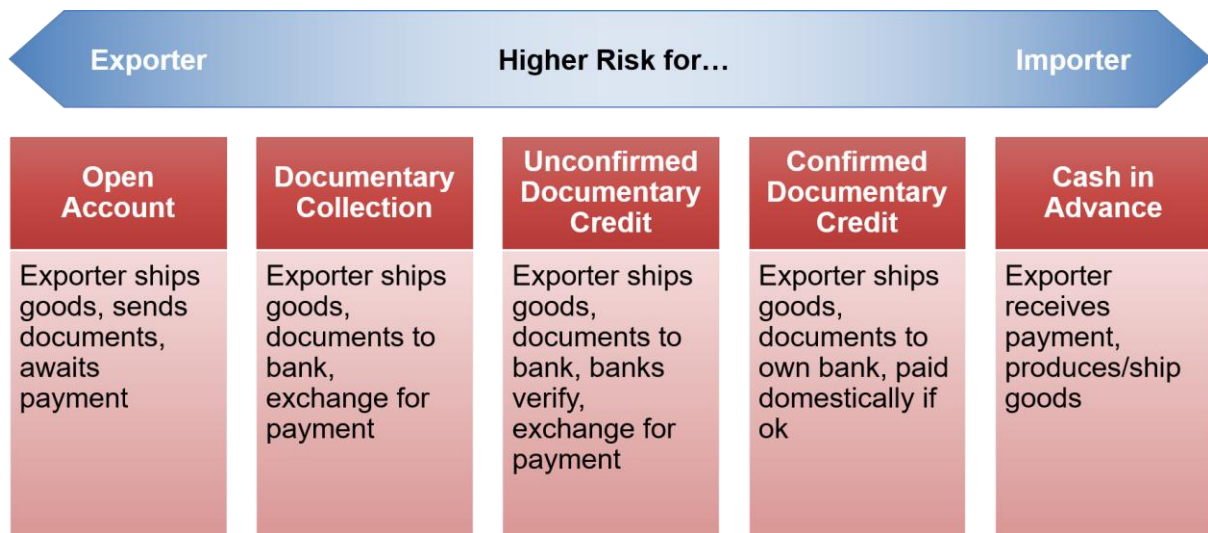 Exporter Higher Risk for… Importer
Open
Account
Documentary
Collection
Unconfirmed
Documentary
Credit
Confirmed
Documentary
Credit
Cash in
Advance
Exporter ships
goods, sends
documents,
awaits
payment
Exporter ships
goods,
documents to
bank,
exchange for
payment
Exporter ships
goods,
documents to
bank, banks
verify,
exchange for
payment
Exporter ships
goods,
documents to
own bank, paid
domestically if
ok
Exporter
receives
payment,
produces/ship
goods